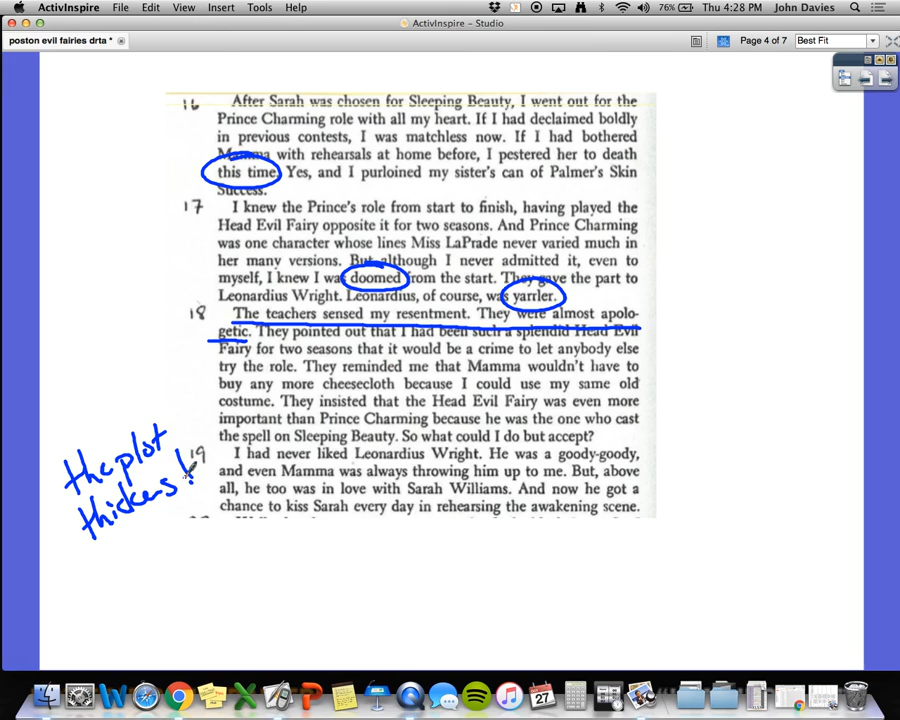 ActivInspire File Edit View Insert Tools Help 76% Thu 4:28 PM John Davies
ActivInspire - Studio
poston evil fairies drta * Page 4 of 7 Best Fit
16 After Sarah was chosen for Sleeping Beauty, I went out for the
Prince Charming role with all my heart. If I had declaimed boldly
in previous contests, I was matchless now. If I had bothered
Mamma with rehearsals at home before, I pestered her to death
this time. Yes, and I purloined my sister's can of Palmer's Skin
Success.
17 I knew the Prince's role from start to finish, having played the
Head Evil Fairy opposite it for two seasons. And Prince Charming
was one character whose lines Miss LaPrade never varied much in
her many versions. But although I never admitted it, even to
myself, I knew I was doomed from the start. They gave the part to
Leonardius Wright. Leonardius, of course, was yarrler.
18 The teachers sensed my resentment. They were almost apolo-
getic. They pointed out that I had been such a splendid Head Evil
Fairy for two seasons that it would be a crime to let anybody else
try the role. They reminded me that Mamma wouldn't have to
buy any more cheesecloth because I could use my same old
costume. They insisted that the Head Evil Fairy was even more
important than Prince Charming because he was the one who cast
the spell on Sleeping Beauty. So what could I do but accept?
19 I had never liked Leonardius Wright. He was a goody-goody,
and even Mamma was always throwing him up to me. But, above
all, he too was in love with Sarah Williams. And now he got a
chance to kiss Sarah every day in rehearsing the awakening scene.
the plot
thickens!